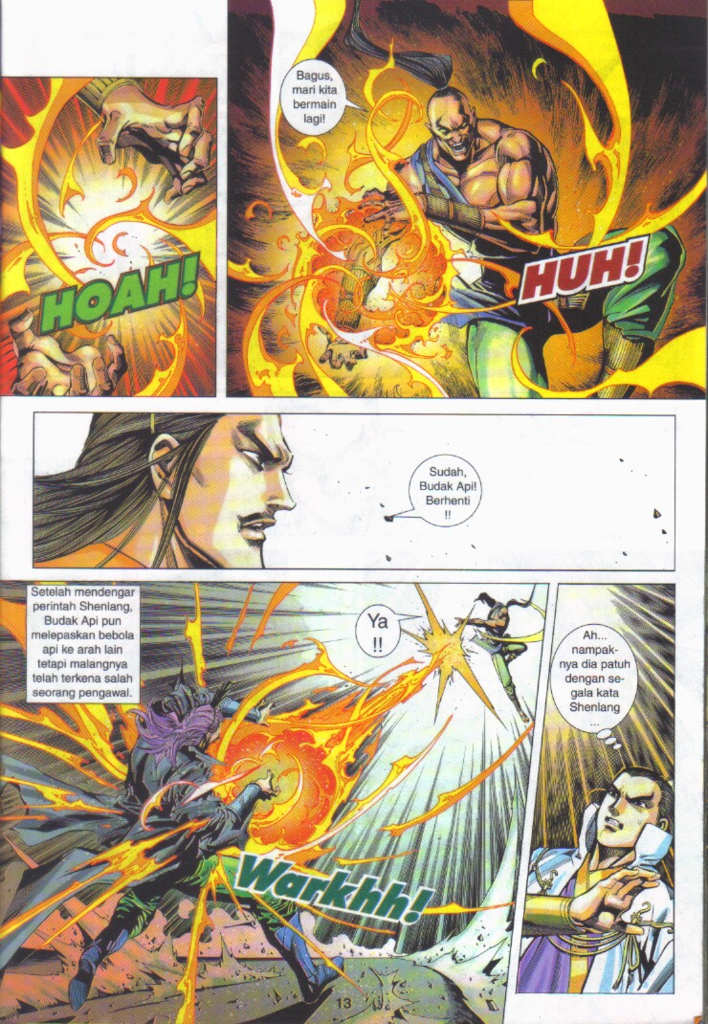 HOAH!
Bagus,
mari kita
bermain
lagi!
HUH!
Sudah,
Budak Api!
Berhenti
!!
Setelah mendengar
perintah Shenlang,
Budak Api pun
melepaskan bebola
api ke arah lain
tetapi malangnya
telah terkena salah
seorang pengawal.
Ya
!!
Warkhh!
Ah...
nampak-
nya dia patuh
dengan se-
gala kata
Shenlang
...
13